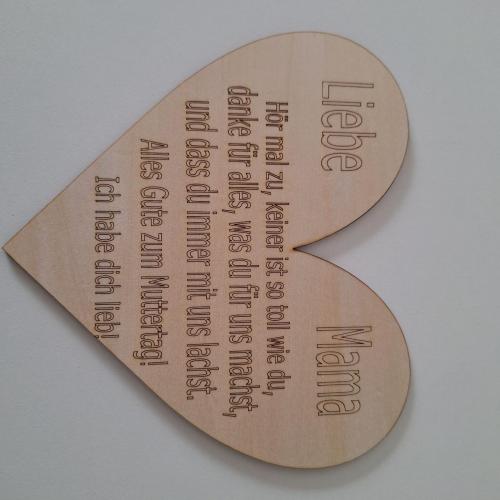 Liebe Mama
Hör mal zu, keiner ist so toll wie du,
danke für alles, was du für uns machst,
und dass du immer mit uns lachst.
Alles Gute zum Muttertag!
Ich habe dich lieb!